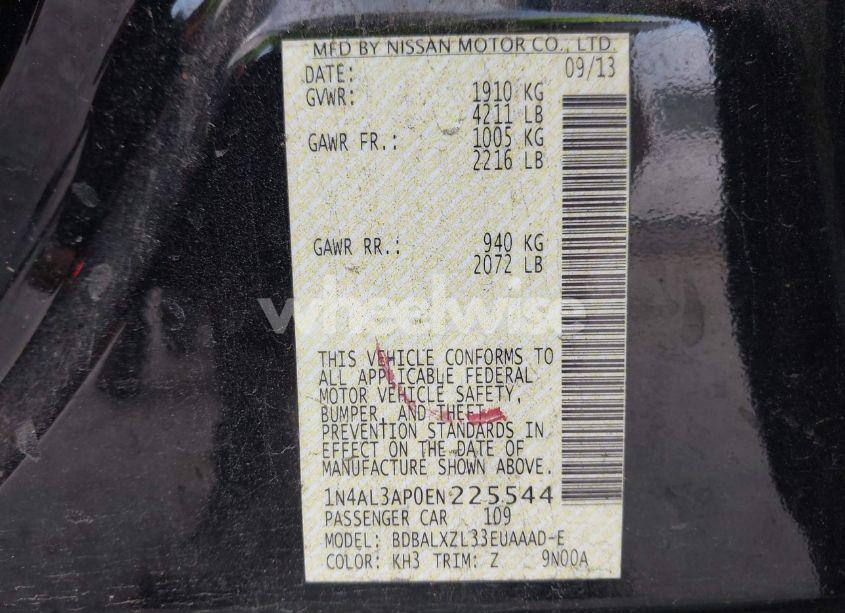 MFD BY NISSAN MOTOR CO., LTD.
DATE: 09/13
GVWR: 1910 KG
4211 LB
GAWR FR.: 1005 KG
2216 LB
GAWR RR.: 940 KG
2072 LB
wheelwise
THIS VEHICLE CONFORMS TO
ALL APPLICABLE FEDERAL
MOTOR VEHICLE SAFETY,
BUMPER, AND THEFT
PREVENTION STANDARDS IN
EFFECT ON THE DATE OF
MANUFACTURE SHOWN ABOVE.
1N4AL3AP0EN225544
PASSENGER CAR 109
MODEL: BDBALXZL33EUAAAD-E
COLOR: KH3 TRIM: Z 9N00A